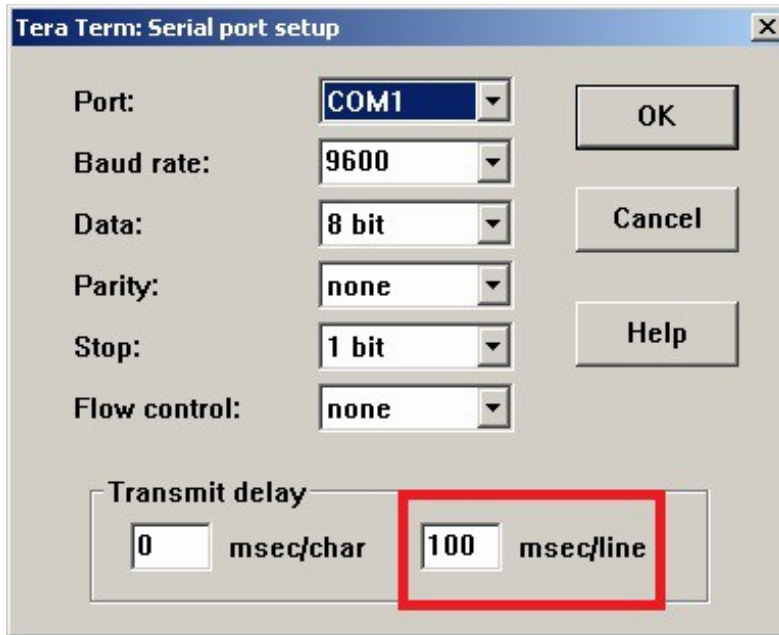 Tera Term: Serial port setup
Port: COM1
OK
Baud rate: 9600
Data: 8 bit
Cancel
Parity: none
Stop: 1 bit
Help
Flow control: none
Transmit delay
0 msec/char 100 msec/line